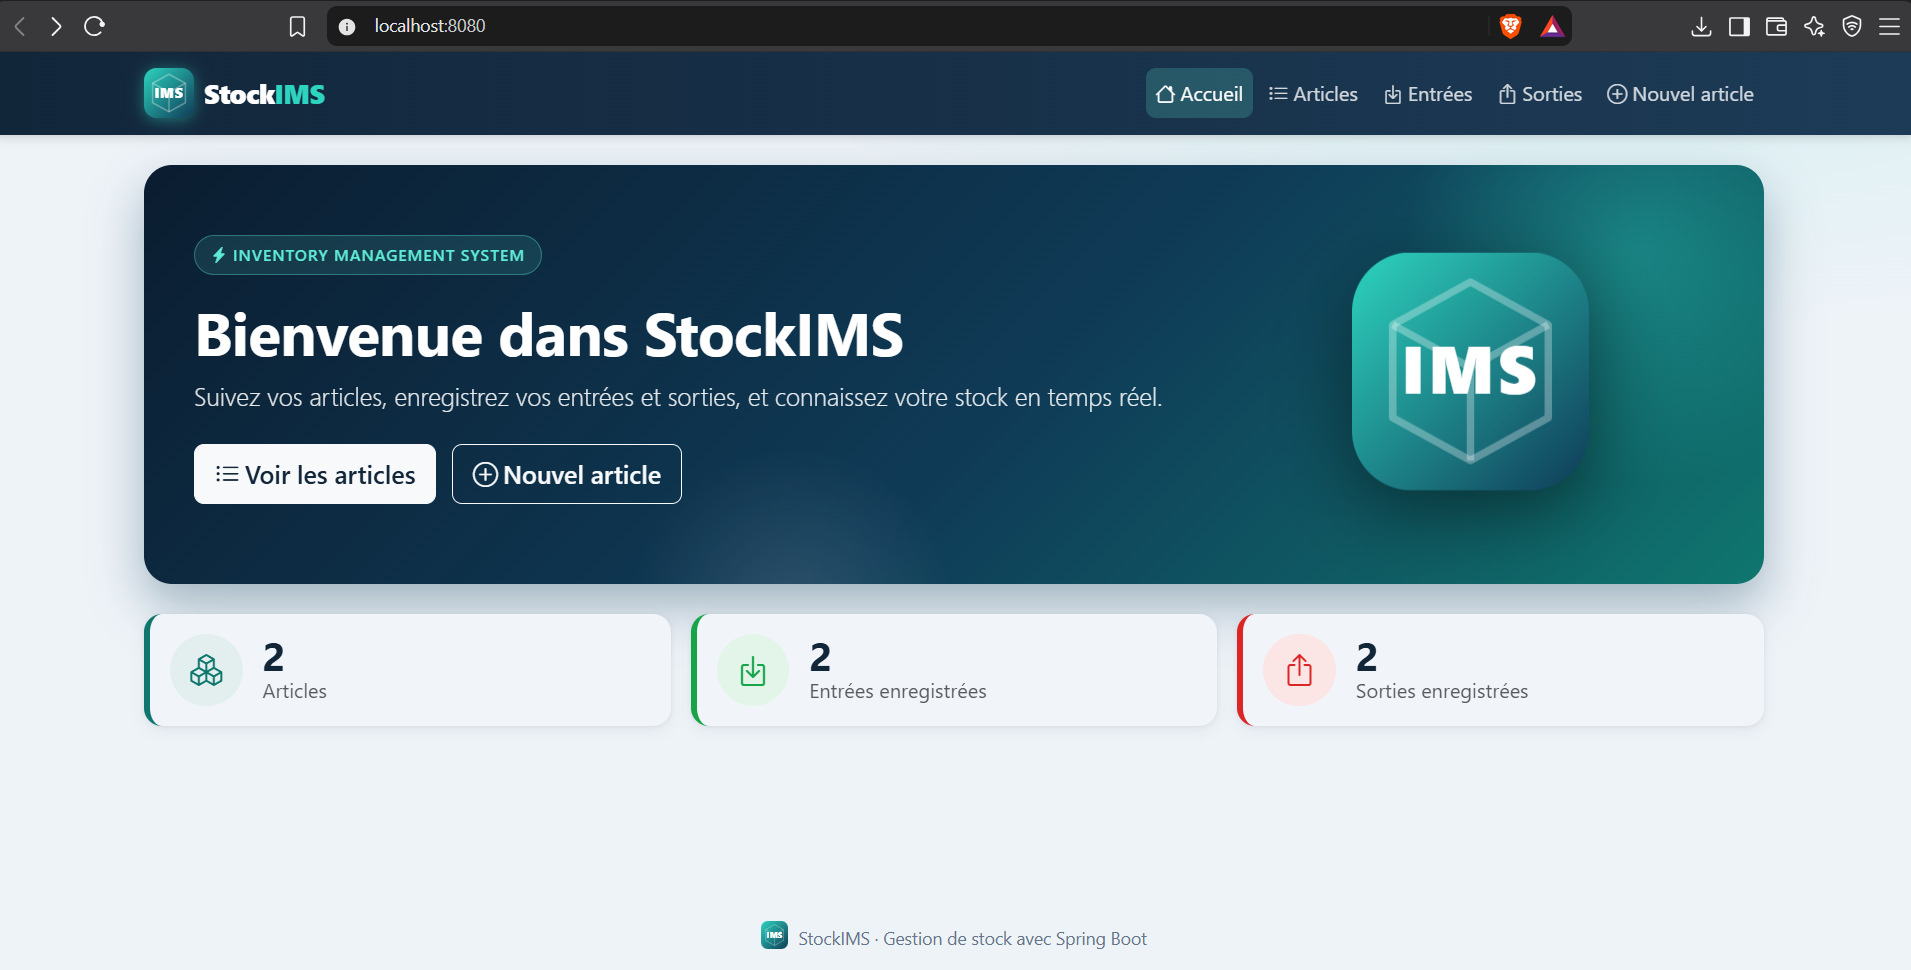 localhost:8080
IMS
StockIMS
Accueil
Articles
Entrées
Sorties
Nouvel article
INVENTORY MANAGEMENT SYSTEM
Bienvenue dans StockIMS
Suivez vos articles, enregistrez vos entrées et sorties, et connaissez votre stock en temps réel.
Voir les articles
Nouvel article
IMS
2
Articles
2
Entrées enregistrées
2
Sorties enregistrées
IMS
StockIMS · Gestion de stock avec Spring Boot